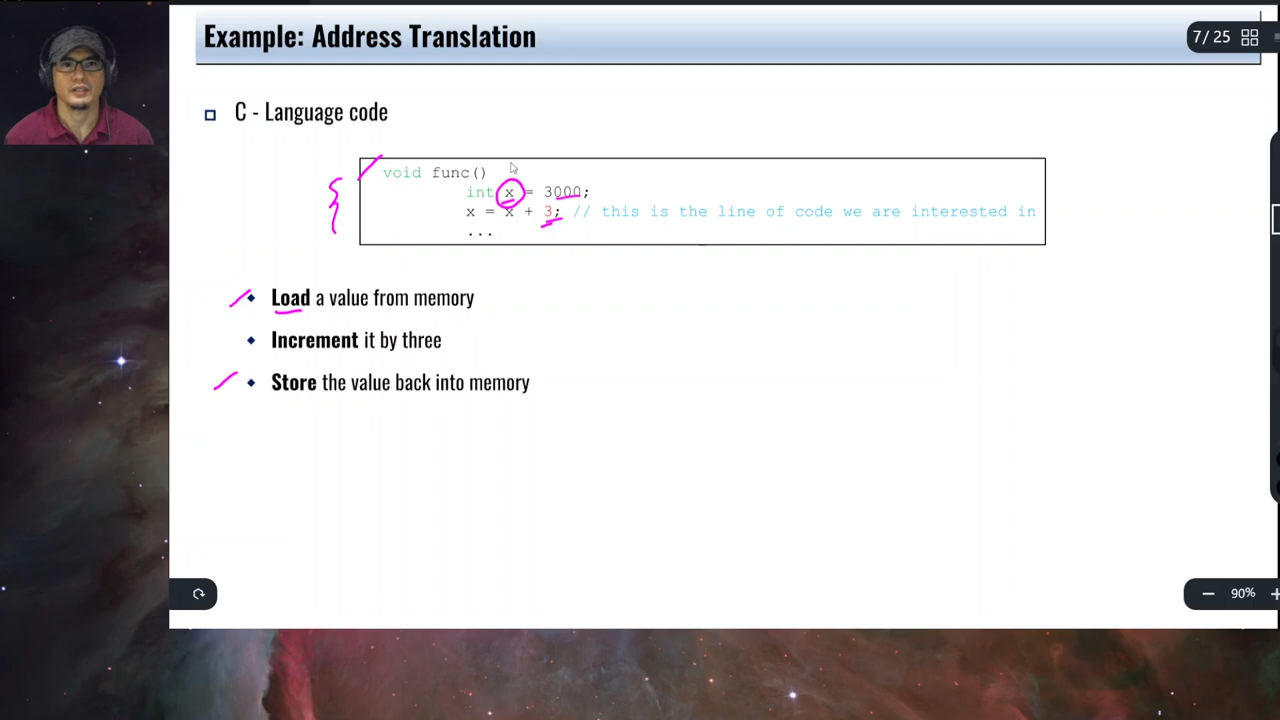 Example: Address Translation
7/25
C - Language code
void func()
int x = 3000;
x = x + 3; // this is the line of code we are interested in
...
Load a value from memory
Increment it by three
Store the value back into memory
90%